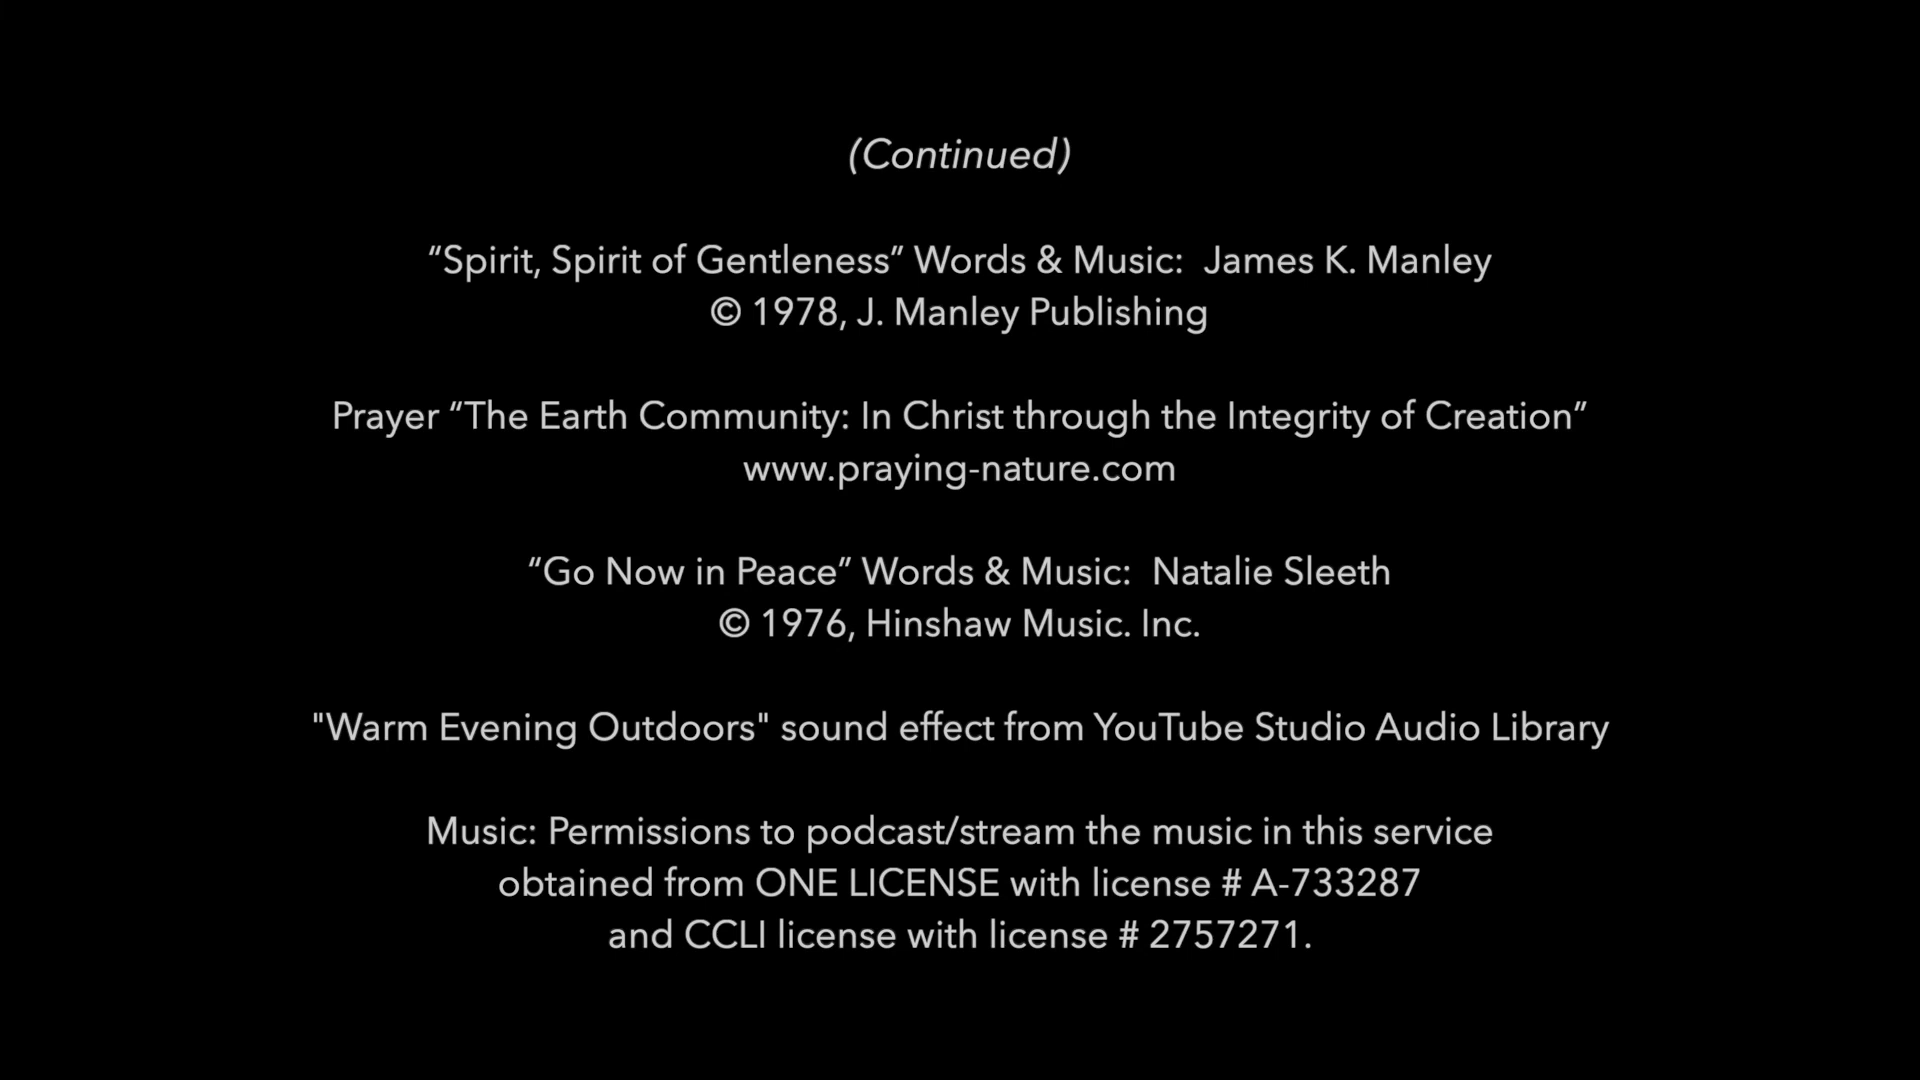 (Continued)
“Spirit, Spirit of Gentleness” Words & Music:  James K. Manley
© 1978, J. Manley Publishing
Prayer “The Earth Community: In Christ through the Integrity of Creation”
www.praying-nature.com
“Go Now in Peace” Words & Music:  Natalie Sleeth
© 1976, Hinshaw Music. Inc.
"Warm Evening Outdoors" sound effect from YouTube Studio Audio Library
Music: Permissions to podcast/stream the music in this service
obtained from ONE LICENSE with license # A-733287
and CCLI license with license # 2757271.